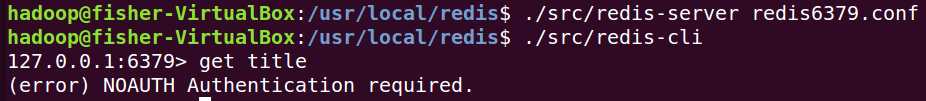 hadoop@fisher-VirtualBox:/usr/local/redis$ ./src/redis-server redis6379.conf
hadoop@fisher-VirtualBox:/usr/local/redis$ ./src/redis-cli
127.0.0.1:6379> get title
(error) NOAUTH Authentication required.